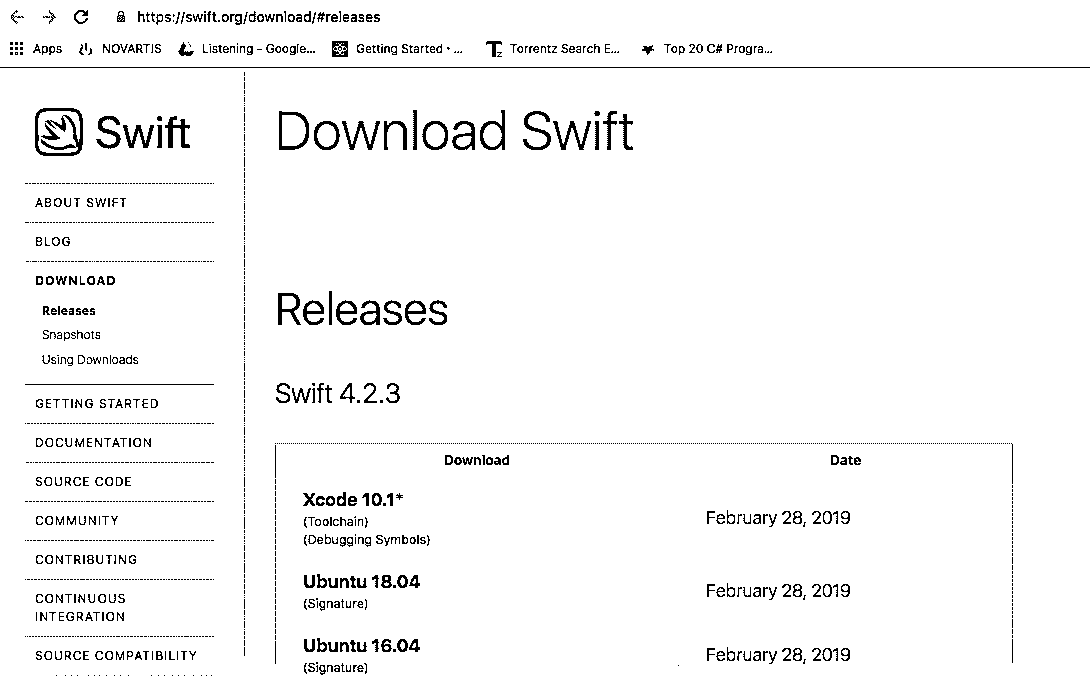 https://swift.org/download/#releases
Apps NOVARTIS Listening - Google... Getting Started • ... Torrentz Search E... Top 20 C# Progra...
Swift
ABOUT SWIFT
BLOG
DOWNLOAD
Releases
Snapshots
Using Downloads
GETTING STARTED
DOCUMENTATION
SOURCE CODE
COMMUNITY
CONTRIBUTING
CONTINUOUS
INTEGRATION
SOURCE COMPATIBILITY
Download Swift
Releases
Swift 4.2.3
Download Date
Xcode 10.1*
(Toolchain)
(Debugging Symbols)
February 28, 2019
Ubuntu 18.04
(Signature)
February 28, 2019
Ubuntu 16.04
(Signature)
February 28, 2019